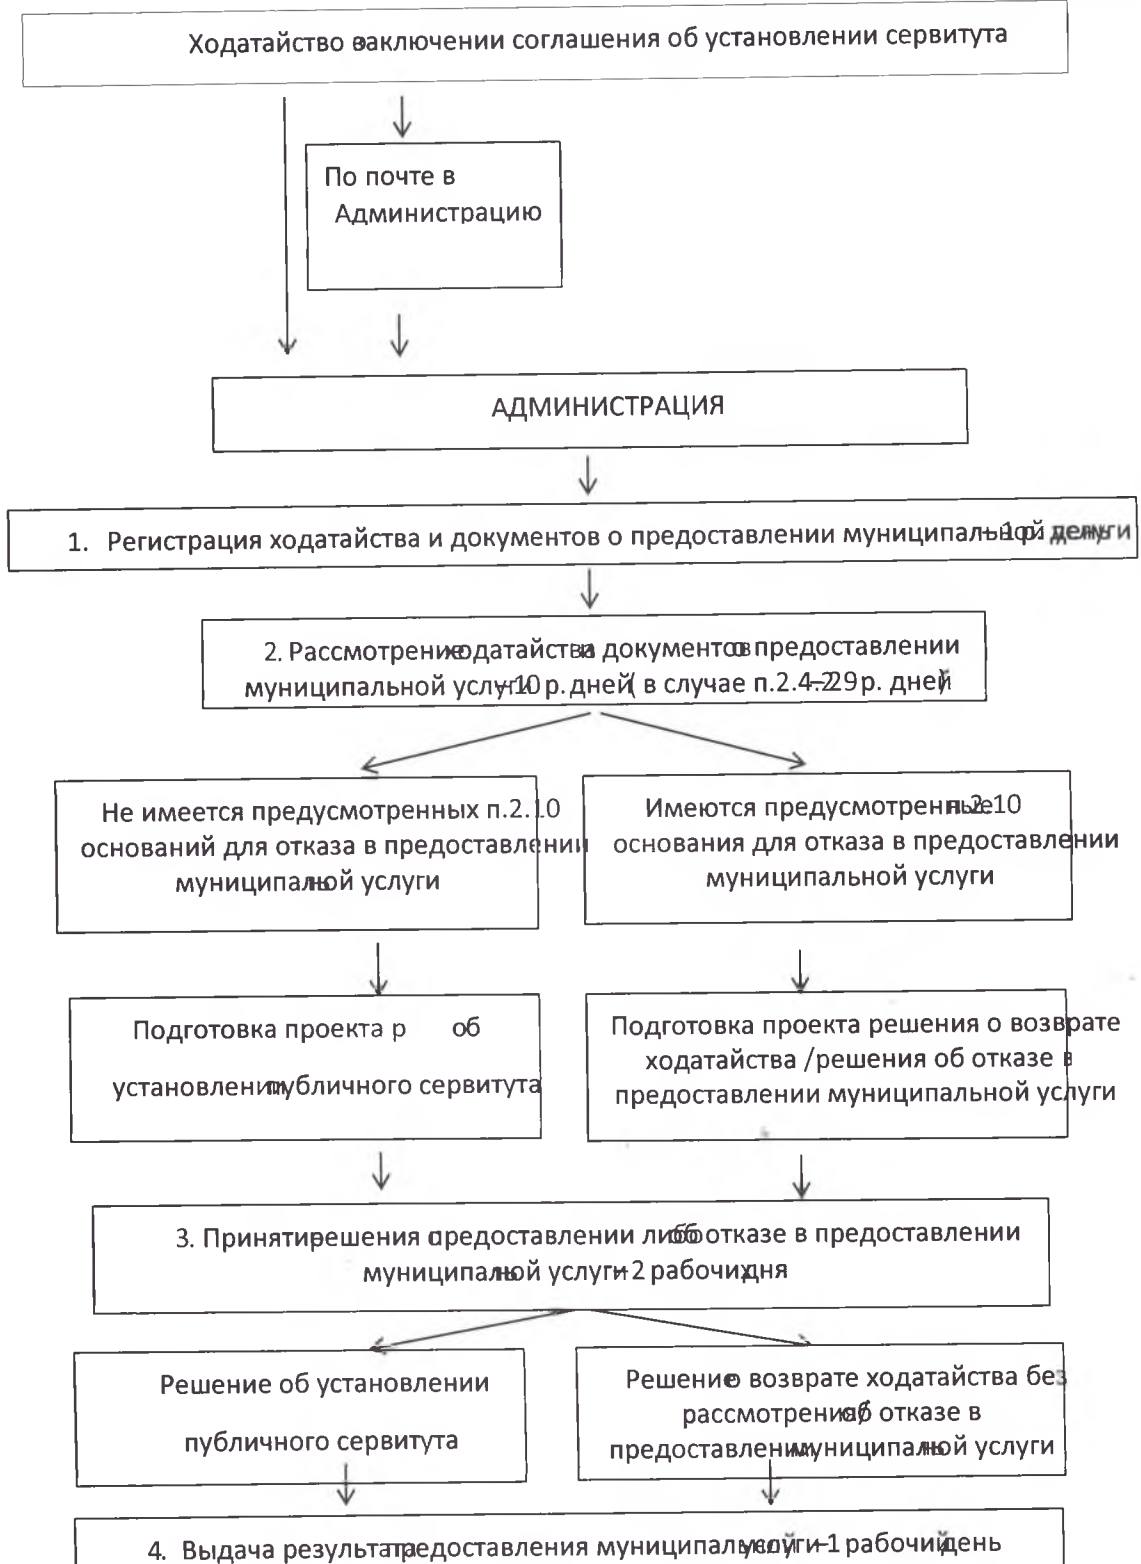 Ходатайство о заключении соглашения об установлении сервитута
По почте в
Администрацию
АДМИНИСТРАЦИЯ
1. Регистрация ходатайства и документов о предоставлении муниципальной услуги – 1 р. день
2. Рассмотрение ходатайства и документов о предоставлении
муниципальной услуги – 10 р. дней ( в случае п.2.4.2 – 29 р. дней)
Не имеется предусмотренных п.2.10
оснований для отказа в предоставлении
муниципальной услуги
Имеются предусмотренные п.2.10
основания для отказа в предоставлении
муниципальной услуги
Подготовка проекта р об
установлении публичного сервитута
Подготовка проекта решения о возврате
ходатайства /решения об отказе в
предоставлении муниципальной услуги
3. Принятие решения о предоставлении либо об отказе в предоставлении
муниципальной услуги – 2 рабочих дня
Решение об установлении
публичного сервитута
Решение о возврате ходатайства без
рассмотрения/ об отказе в
предоставлении муниципальной услуги
4. Выдача результата предоставления муниципальной услуги – 1 рабочий день